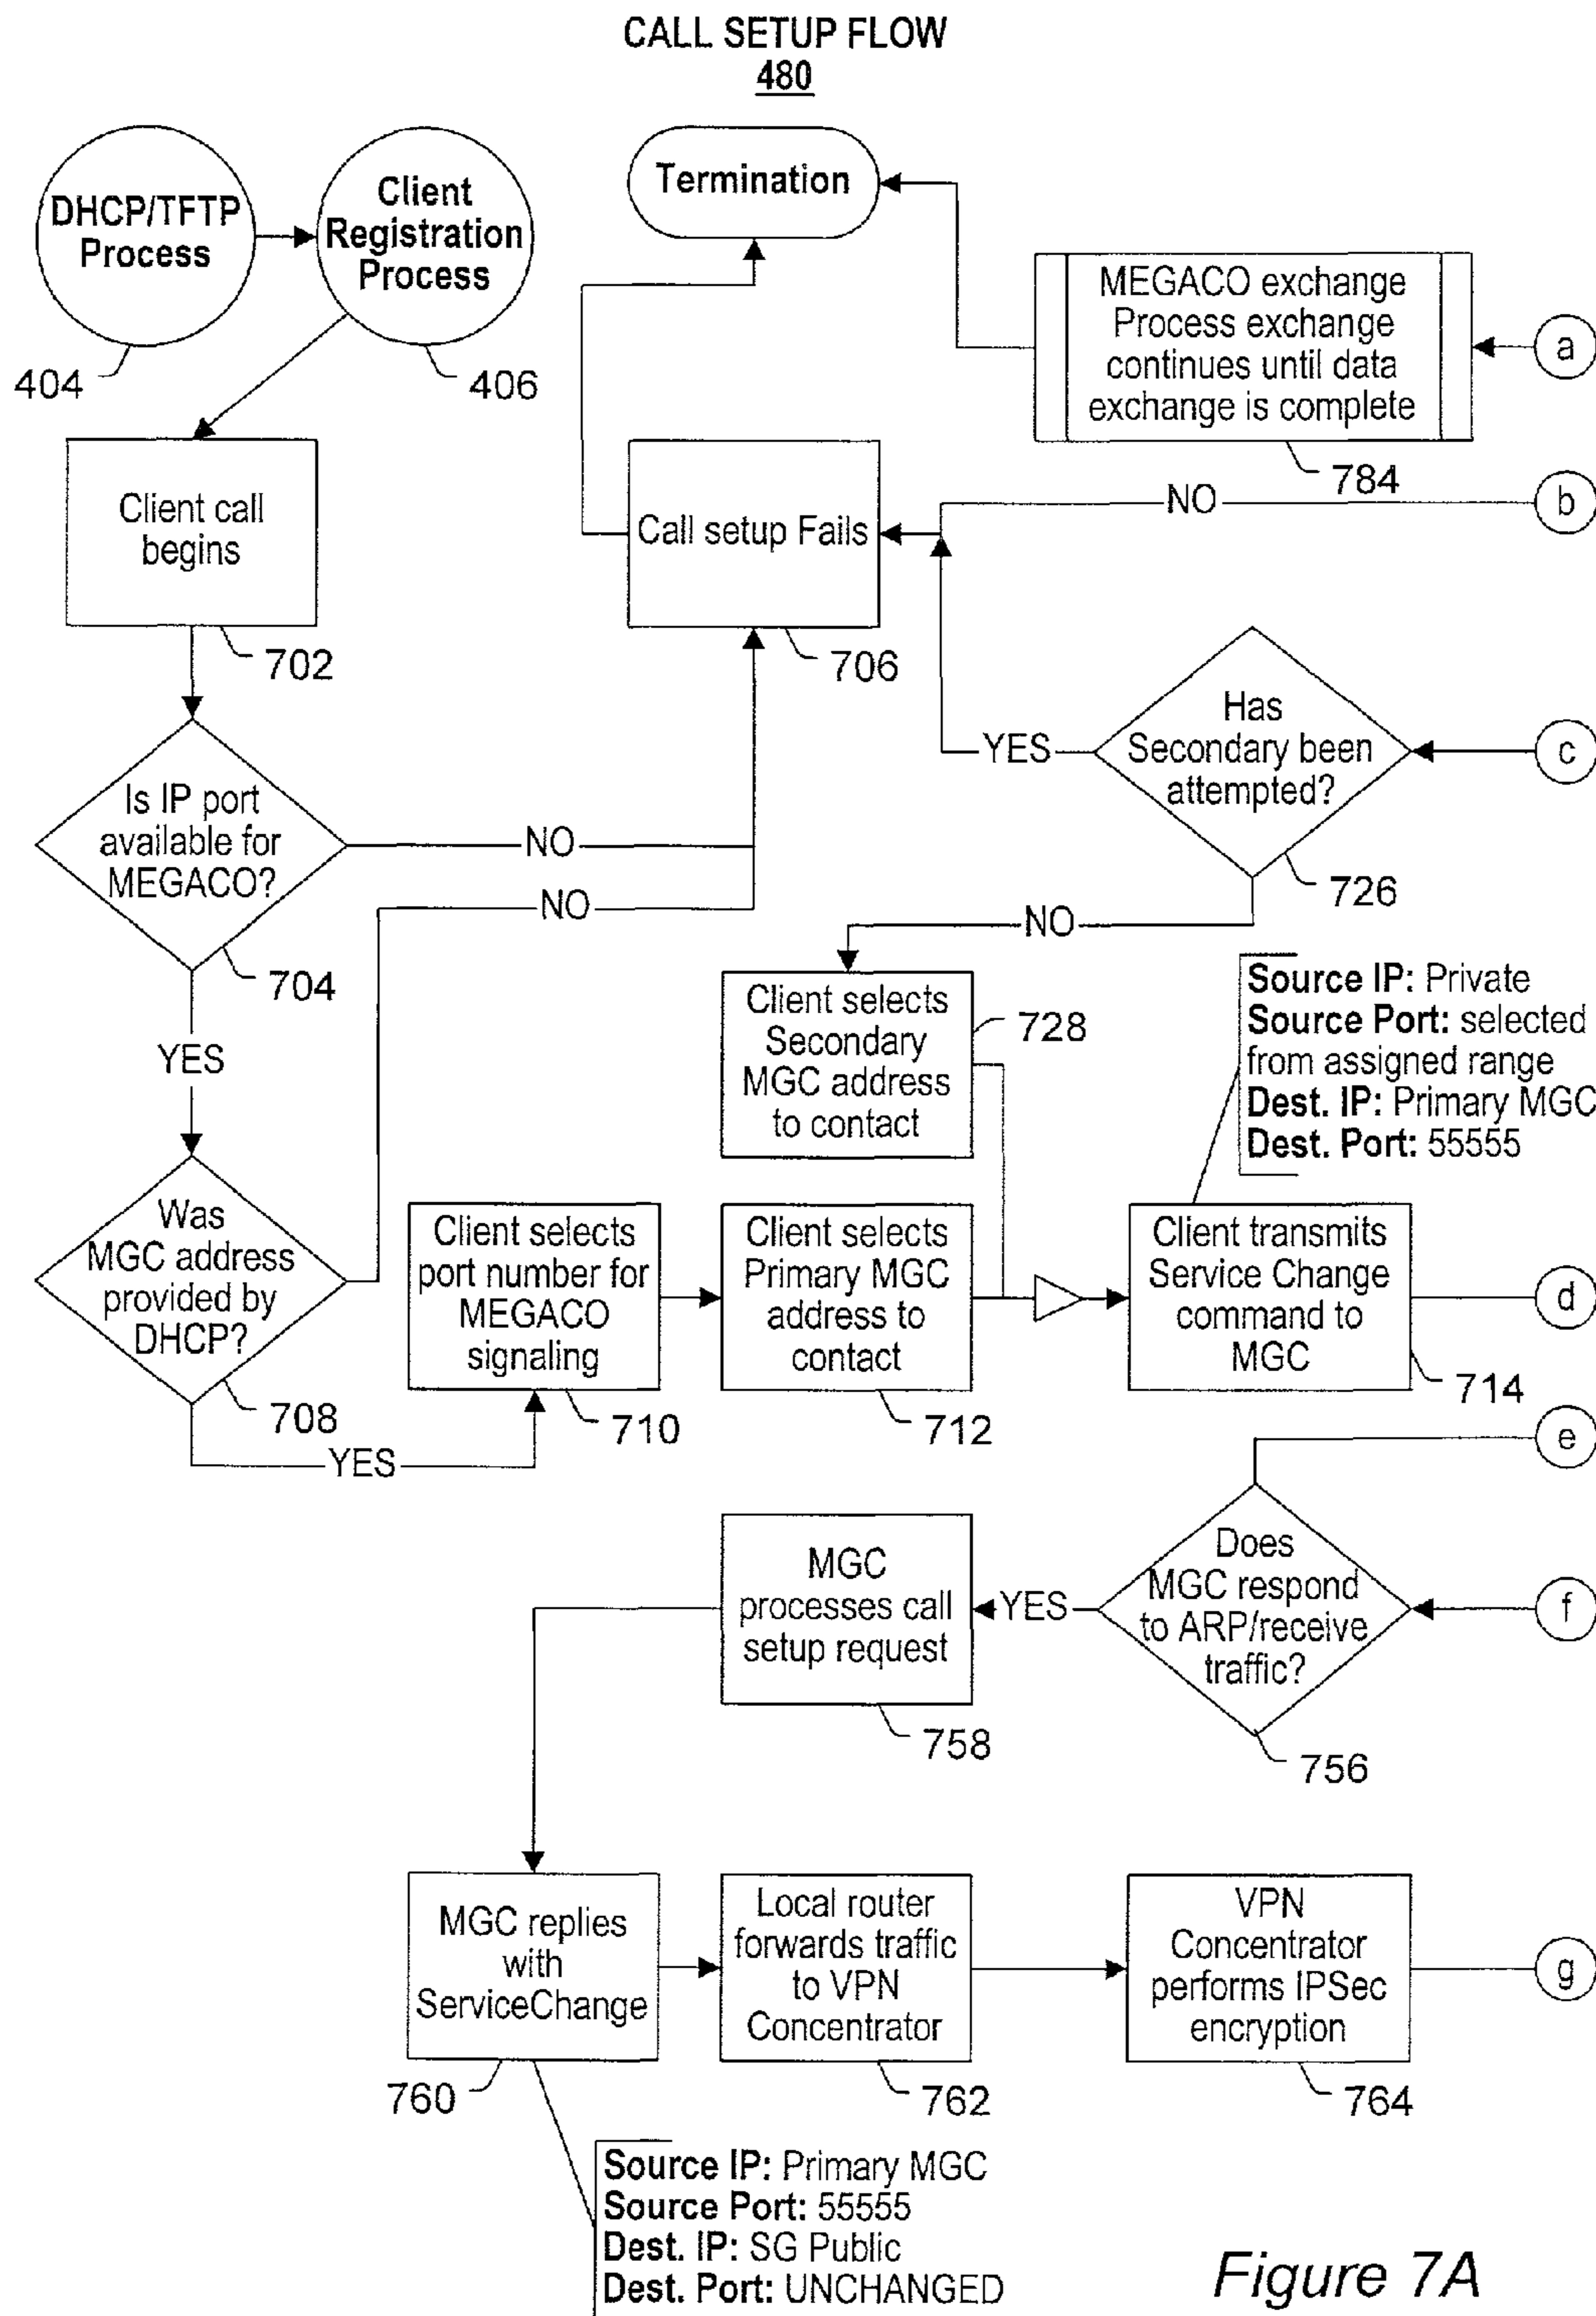 CALL SETUP FLOW
480
DHCP/TFTP
Process
404
Client
Registration
Process
406
Termination
MEGACO exchange
Process exchange
continues until data
exchange is complete
784
a
Client call
begins
702
Call setup Fails
706
NO
b
Has
Secondary been
attempted?
726
YES
c
NO
Is IP port
available for
MEGACO?
704
NO
NO
YES
Client selects
Secondary
MGC address
to contact
728
Source IP: Private
Source Port: selected
from assigned range
Dest. IP: Primary MGC
Dest. Port: 55555
Was
MGC address
provided by
DHCP?
708
YES
Client selects
port number for
MEGACO
signaling
710
Client selects
Primary MGC
address to
contact
712
Client transmits
Service Change
command to
MGC
714
d
e
Does
MGC respond
to ARP/receive
traffic?
756
f
YES
MGC
processes call
setup request
758
MGC replies
with
ServiceChange
760
Local router
forwards traffic
to VPN
Concentrator
762
VPN
Concentrator
performs IPSec
encryption
764
g
Source IP: Primary MGC
Source Port: 55555
Dest. IP: SG Public
Dest. Port: UNCHANGED
Figure 7A